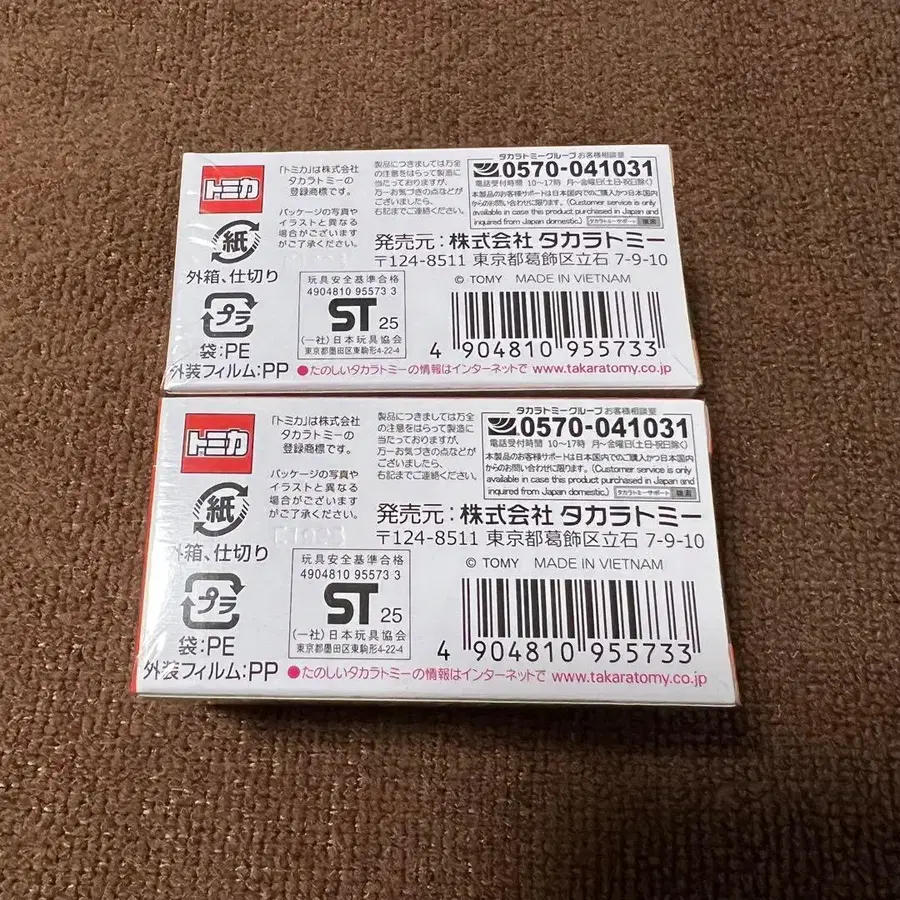 トミカ
「トミカ」は株式会社
タカラトミーの
登録商標です。
パッケージの写真や
イラストと異なる
場合がございます
がご了承ください。
製品につきましては万全
の注意をはらって製造に
当たっておりますが、
万一お気づきの点などが
ございましたら、
右記までご連絡ください。
タカラトミーグループ お客様相談室
0570-041031
電話受付時間 10〜17時 月〜金曜日(土日・祝日除く)
本製品のお客様サポートは日本国内でのご購入かつ日本国内
からのお問い合わせに限ります。(Customer service is only
available in case this product purchased in Japan and
inquired from Japan domestic.) タカラトミーサポート 検索
発売元：株式会社 タカラトミー
〒124-8511 東京都葛飾区立石 7-9-10
© TOMY MADE IN VIETNAM
紙
外箱、仕切り
プラ
袋:PE
外装フィルム:PP
玩具安全基準合格
4904810 95573 3
ST 25
(一社)日本玩具協会
東京都墨田区東駒形4-22-4
4 904810 955733
●たのしいタカラトミーの情報はインターネットで www.takaratomy.co.jp
トミカ
「トミカ」は株式会社
タカラトミーの
登録商標です。
パッケージの写真や
イラストと異なる
場合がございます
がご了承ください。
製品につきましては万全
の注意をはらって製造に
当たっておりますが、
万一お気づきの点などが
ございましたら、
右記までご連絡ください。
タカラトミーグループ お客様相談室
0570-041031
電話受付時間 10〜17時 月〜金曜日(土日・祝日除く)
本製品のお客様サポートは日本国内でのご購入かつ日本国内
からのお問い合わせに限ります。(Customer service is only
available in case this product purchased in Japan and
inquired from Japan domestic.) タカラトミーサポート 検索
発売元：株式会社 タカラトミー
〒124-8511 東京都葛飾区立石 7-9-10
© TOMY MADE IN VIETNAM
紙
外箱、仕切り
プラ
袋:PE
外装フィルム:PP
玩具安全基準合格
4904810 95573 3
ST 25
(一社)日本玩具協会
東京都墨田区東駒形4-22-4
4 904810 955733
●たのしいタカラトミーの情報はインターネットで www.takaratomy.co.jp